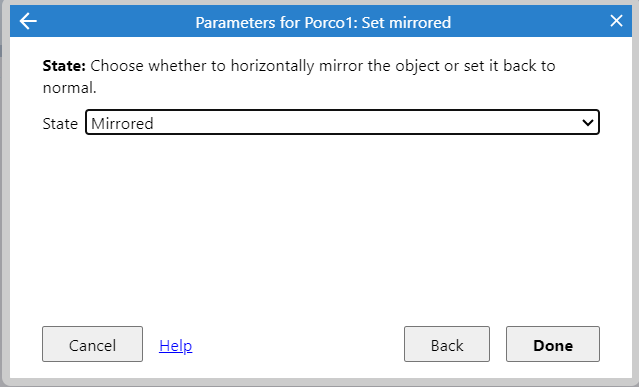 Parameters for Porco1: Set mirrored
State: Choose whether to horizontally mirror the object or set it back to
normal.
State Mirrored
Cancel Help Back Done